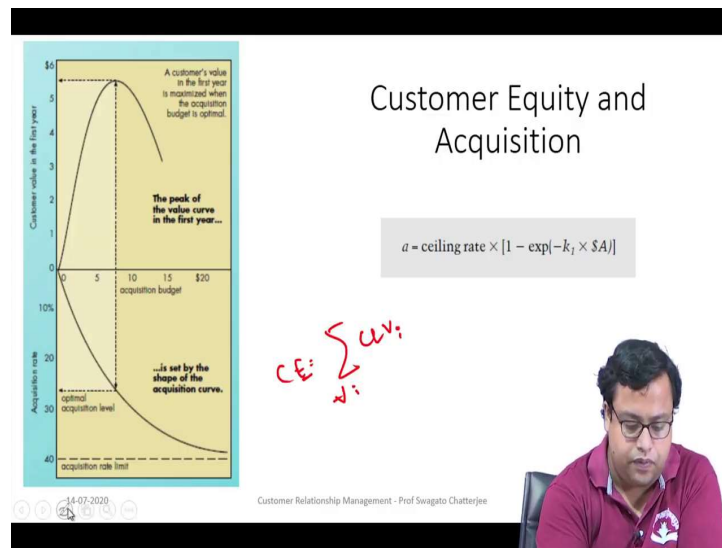 Customer Equity and
Acquisition
a = ceiling rate × [1 − exp(−k₁ × $A)]
$6
5
4
3
2
1
0
Customer value in the first year
A customer's value
in the first year
is maximized when
the acquisition
budget is optimal.
The peak of
the value curve
in the first year...
0
5
10
15
$20
acquisition budget
10%
20
30
40
Acquisition rate
...is set by the
shape of the
acquisition curve.
optimal
acquisition level
acquisition rate limit
CE: ∑ CLVi
∀i
14-07-2020
Customer Relationship Management - Prof Swagato Chatterjee